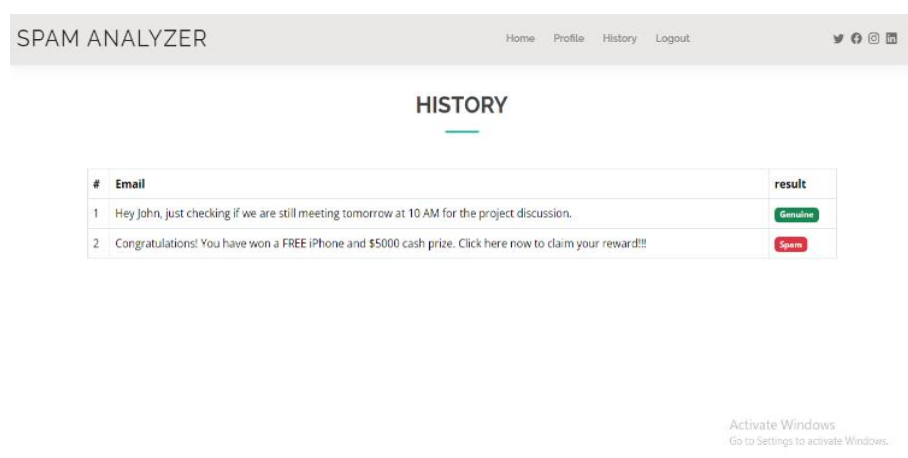 SPAM ANALYZER Home Profile History Logout
HISTORY
# Email result
1 Hey John, just checking if we are still meeting tomorrow at 10 AM for the project discussion. Genuine
2 Congratulations! You have won a FREE iPhone and $5000 cash prize. Click here now to claim your reward!!! Spam
Activate Windows
Go to Settings to activate Windows.